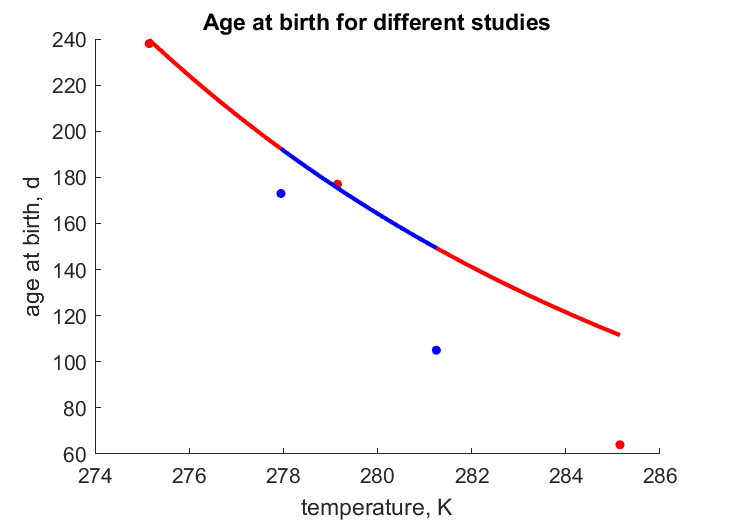 Age at birth for different studies
240
220
200
180
160
140
120
100
80
60
age at birth, d
274 276 278 280 282 284 286
temperature, K